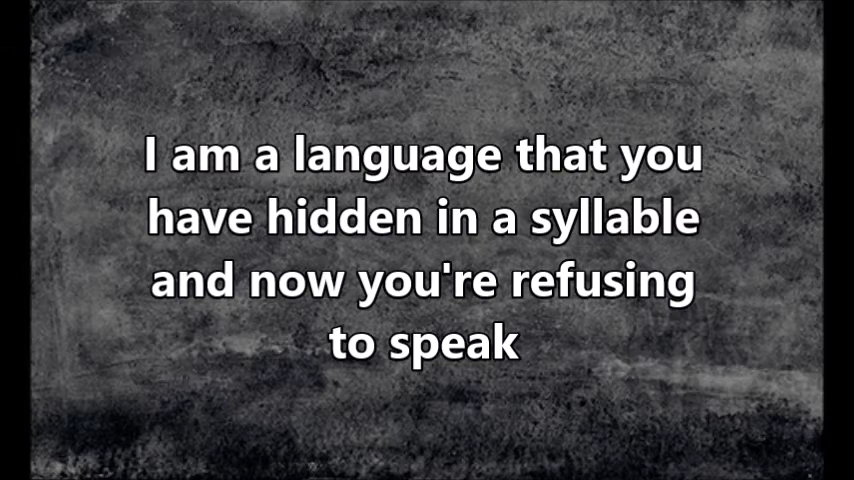 I am a language that you
have hidden in a syllable
and now you're refusing
to speak